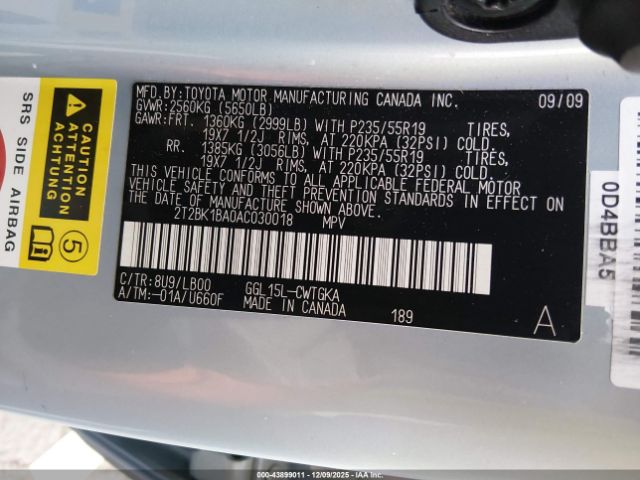 MFD.BY:TOYOTA MOTOR MANUFACTURING CANADA INC. 09/09
GVWR:2560KG (5650LB)
GAWR:FRT. 1360KG (2999LB) WITH P235/55R19 TIRES,
19X7 1/2J RIMS, AT 220KPA (32PSI) COLD.
RR. 1385KG (3056LB) WITH P235/55R19 TIRES,
19X7 1/2J RIMS, AT 220KPA (32PSI) COLD.
THIS VEHICLE CONFORMS TO ALL APPLICABLE FEDERAL MOTOR
VEHICLE SAFETY AND THEFT PREVENTION STANDARDS IN EFFECT
ON THE DATE OF MANUFACTURE SHOWN ABOVE.
2T2BK1BA0AC030018 MPV
C/TR:8U9/LB00 GGL15L-CWTGKA
A/TM:-01A/U660F MADE IN CANADA
189
A
CAUTION
ATTENTION
SRS SIDE AIRBAG
5
0D4BBA5
000-43899011 - 12/09/2025 - IAA Holdings, LLC